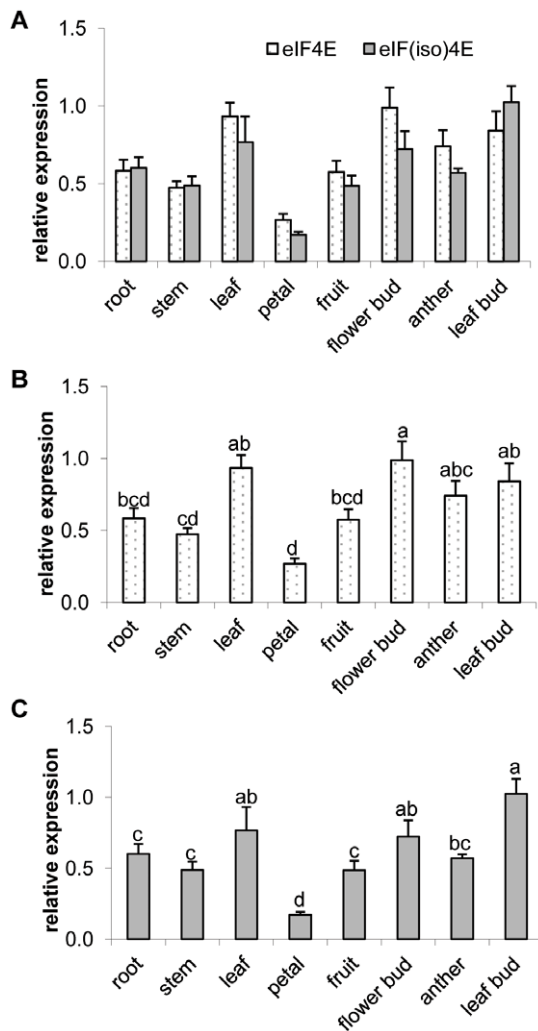 A
eIF4E eIF(iso)4E
relative expression
1.5
1.0
0.5
0.0
root stem leaf petal fruit flower bud anther leaf bud
B
relative expression
1.5
1.0
0.5
0.0
bcd cd ab d bcd a abc ab
root stem leaf petal fruit flower bud anther leaf bud
C
relative expression
1.5
1.0
0.5
0.0
c c ab d c ab bc a
root stem leaf petal fruit flower bud anther leaf bud